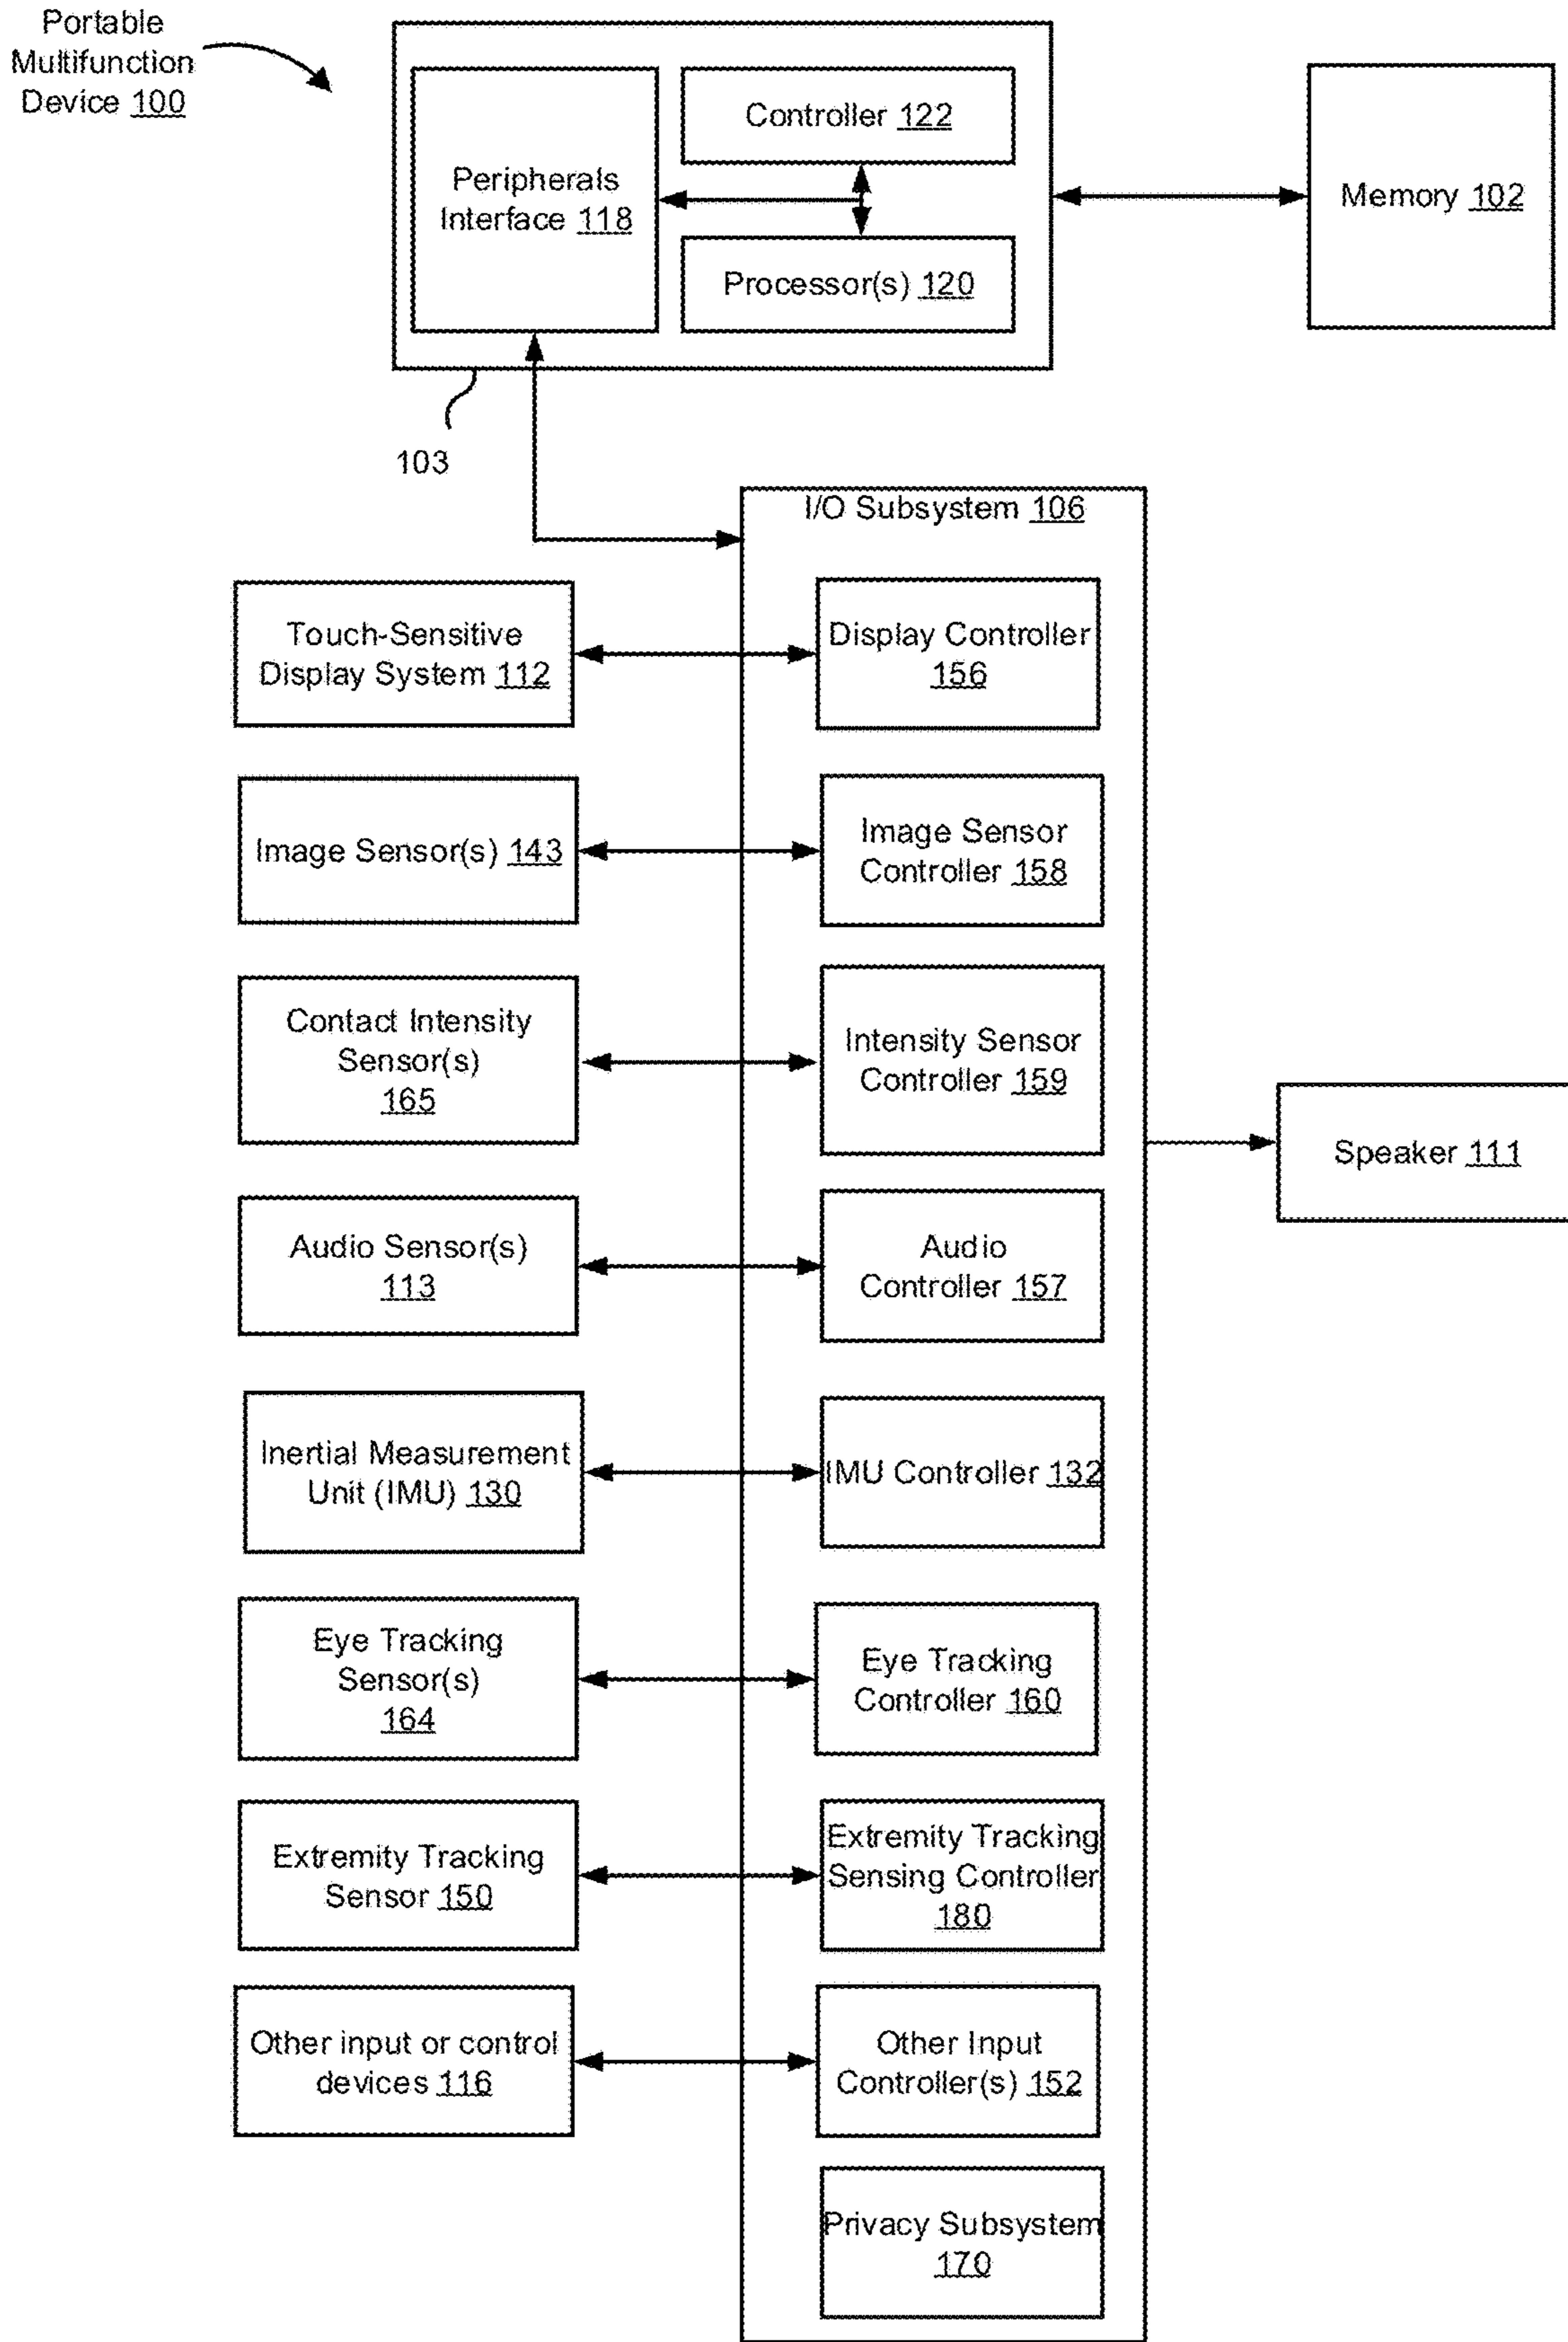 Portable
Multifunction
Device 100
Controller 122
Peripherals
Interface 118
Processor(s) 120
Memory 102
103
I/O Subsystem 106
Touch-Sensitive
Display System 112
Display Controller
156
Image Sensor(s) 143
Image Sensor
Controller 158
Contact Intensity
Sensor(s)
165
Intensity Sensor
Controller 159
Speaker 111
Audio Sensor(s)
113
Audio
Controller 157
Inertial Measurement
Unit (IMU) 130
IMU Controller 132
Eye Tracking
Sensor(s)
164
Eye Tracking
Controller 160
Extremity Tracking
Sensor 150
Extremity Tracking
Sensing Controller
180
Other input or control
devices 116
Other Input
Controller(s) 152
Privacy Subsystem
170